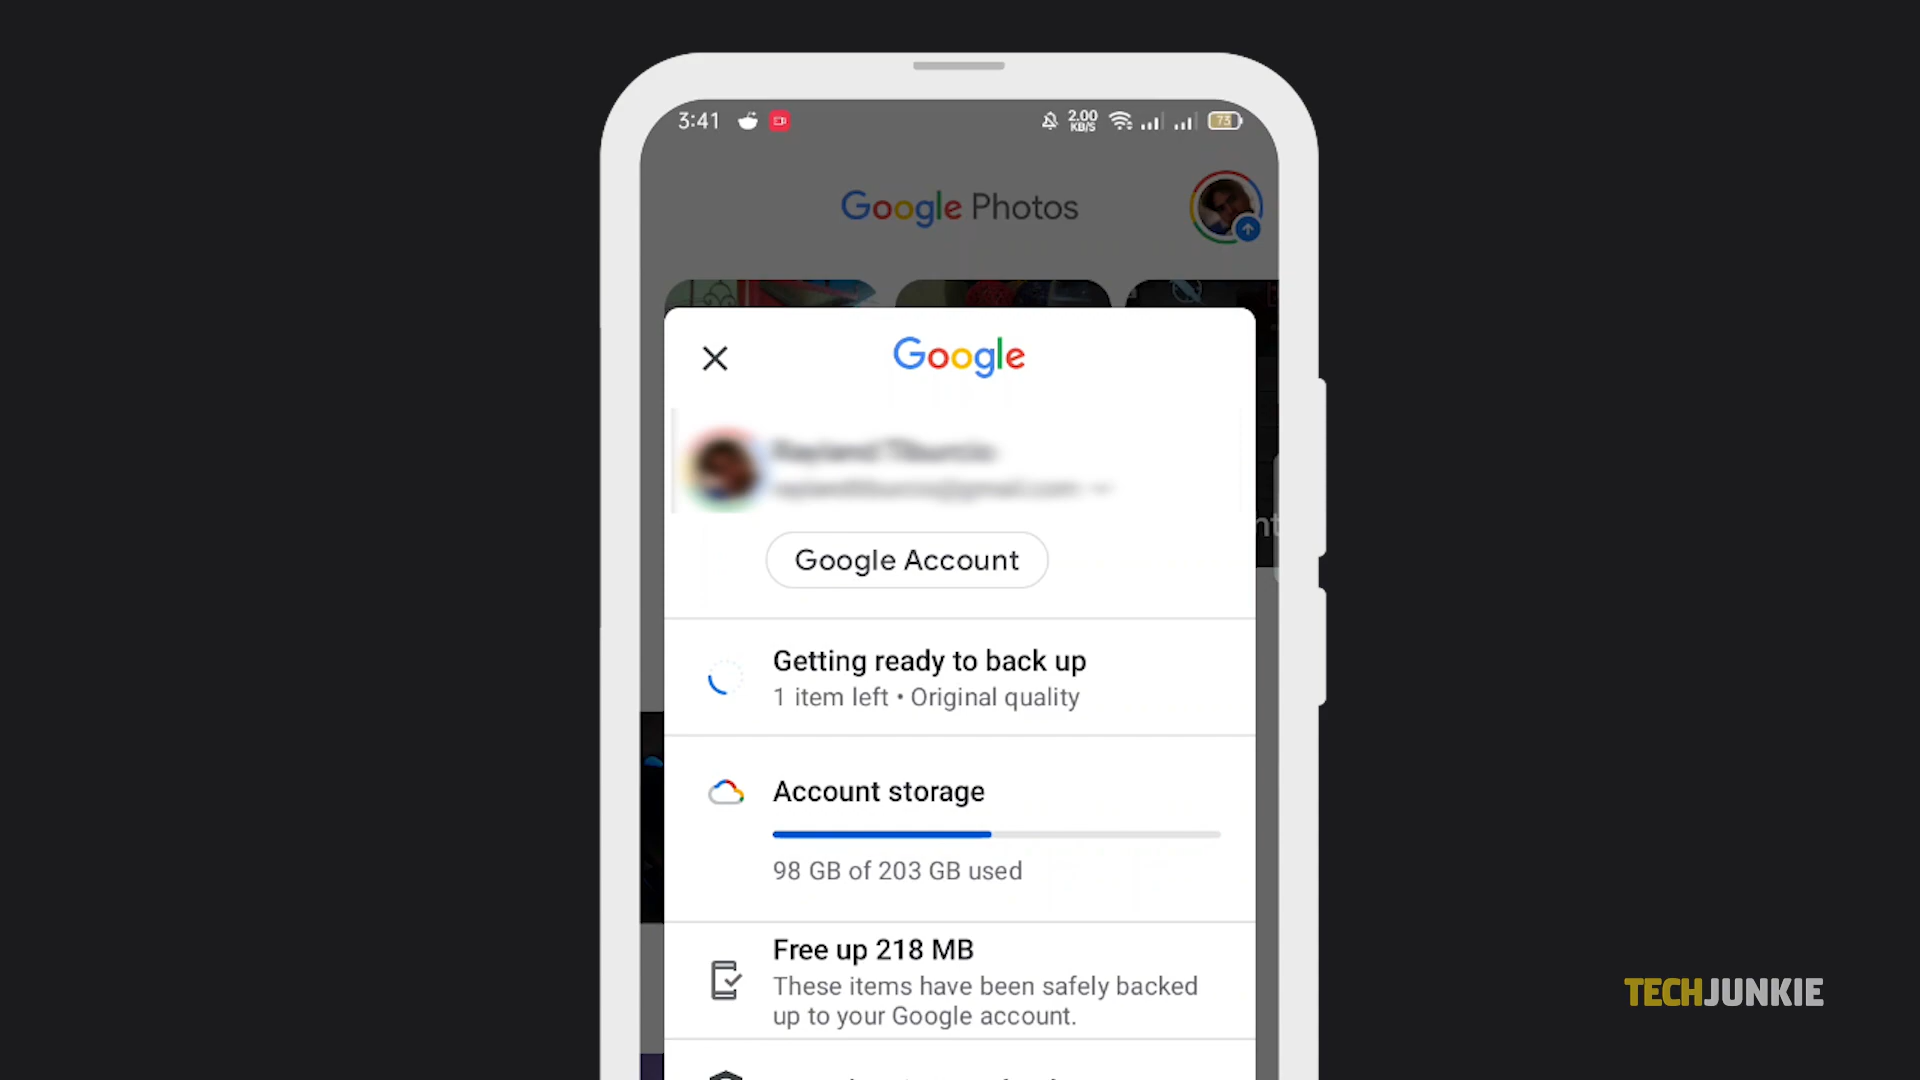 3:41
2.00
KB/S
73
Google Photos
Google
Google Account
Getting ready to back up
1 item left • Original quality
Account storage
98 GB of 203 GB used
Free up 218 MB
These items have been safely backed
up to your Google account.
TECHJUNKIE